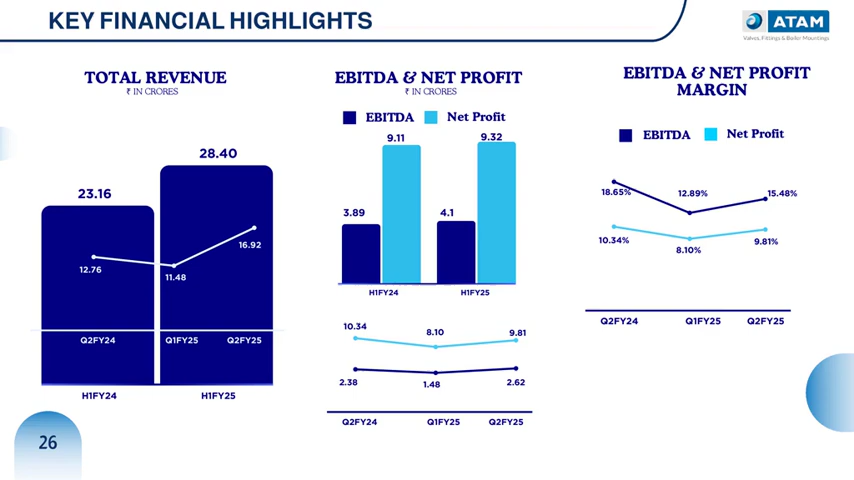 KEY FINANCIAL HIGHLIGHTS
ATAM
Valves, Fittings & Boiler Mountings
TOTAL REVENUE
₹ IN CRORES
23.16
28.40
12.76
11.48
16.92
Q2FY24
Q1FY25
Q2FY25
H1FY24
H1FY25
EBITDA & NET PROFIT
₹ IN CRORES
EBITDA
Net Profit
9.11
9.32
3.89
4.1
H1FY24
H1FY25
10.34
8.10
9.81
2.38
1.48
2.62
Q2FY24
Q1FY25
Q2FY25
EBITDA & NET PROFIT
MARGIN
EBITDA
Net Profit
18.65%
12.89%
15.48%
10.34%
8.10%
9.81%
Q2FY24
Q1FY25
Q2FY25
26